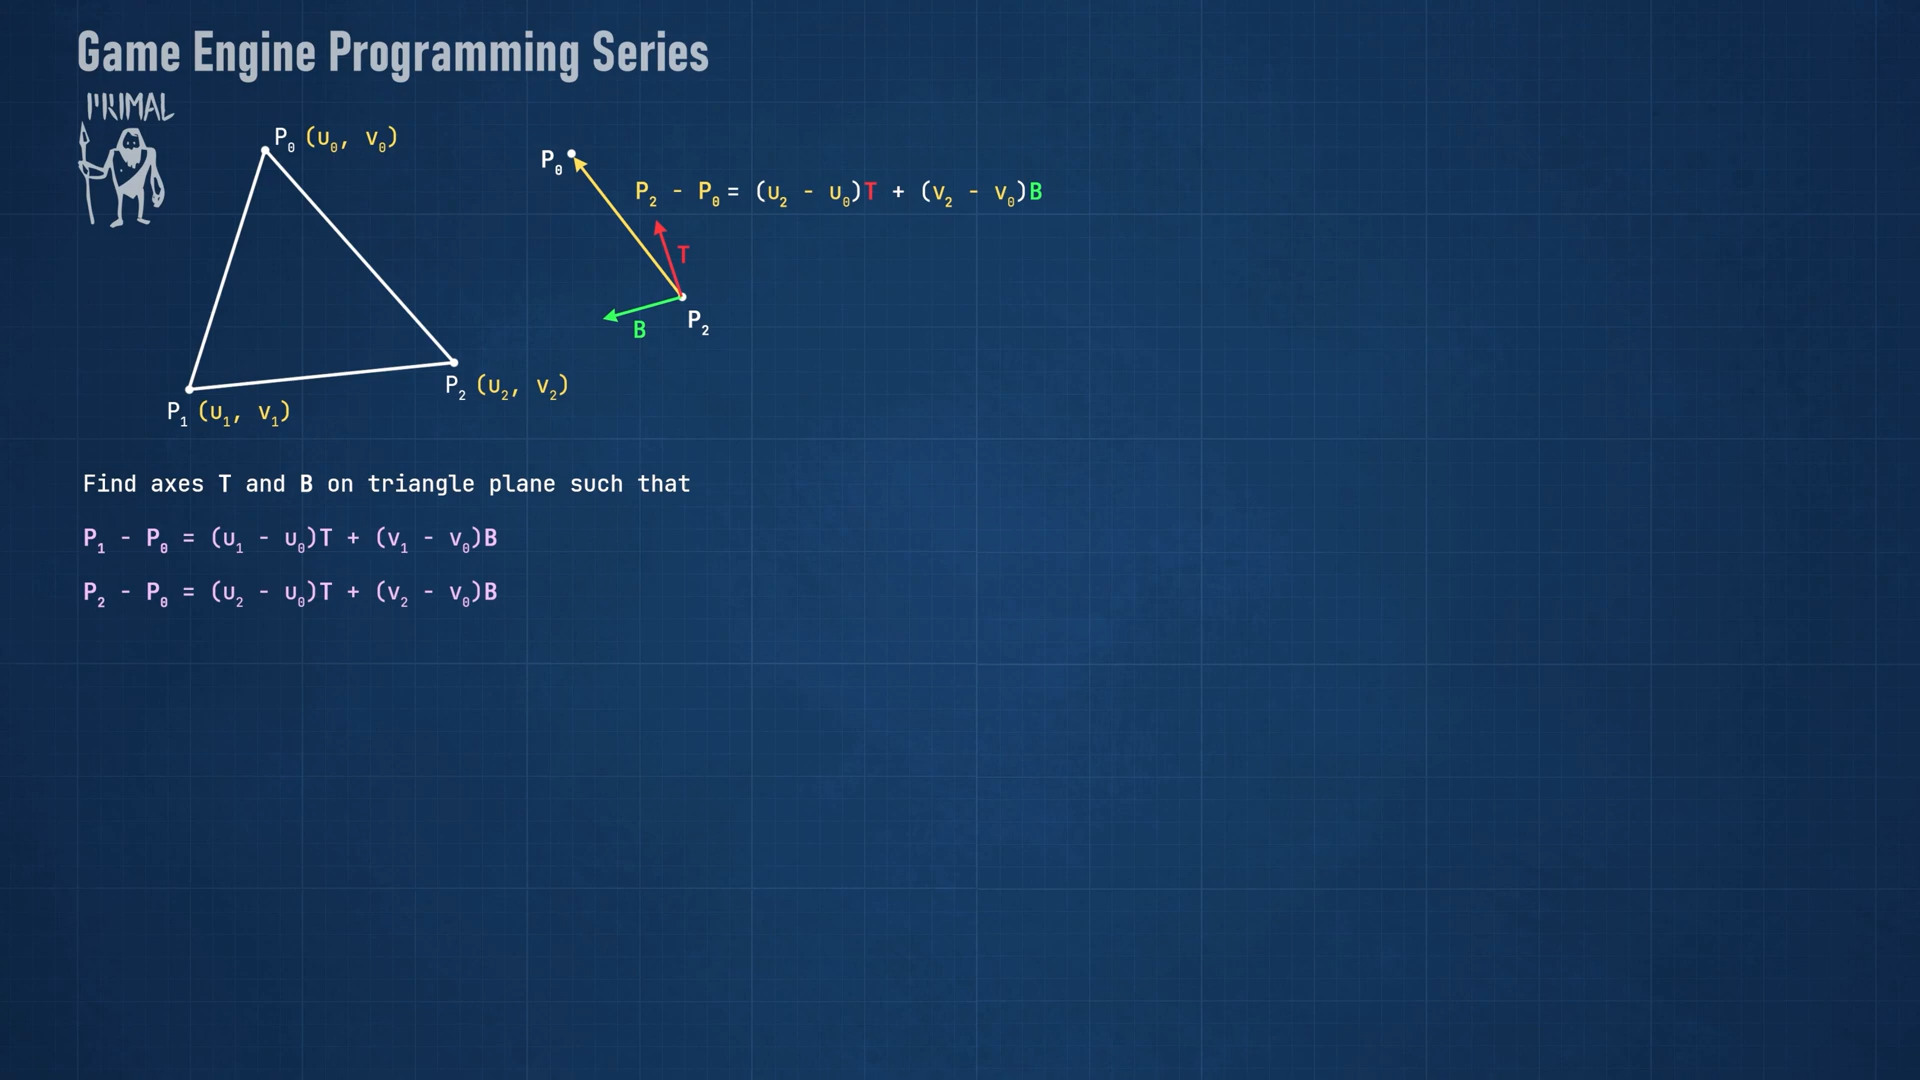 Game Engine Programming Series
PRIMAL
P₀ (u₀, v₀)
P₀
P₂ - P₀ = (u₂ - u₀)T + (v₂ - v₀)B
T
B
P₂
P₂ (u₂, v₂)
P₁ (u₁, v₁)
Find axes T and B on triangle plane such that
P₁ - P₀ = (u₁ - u₀)T + (v₁ - v₀)B
P₂ - P₀ = (u₂ - u₀)T + (v₂ - v₀)B